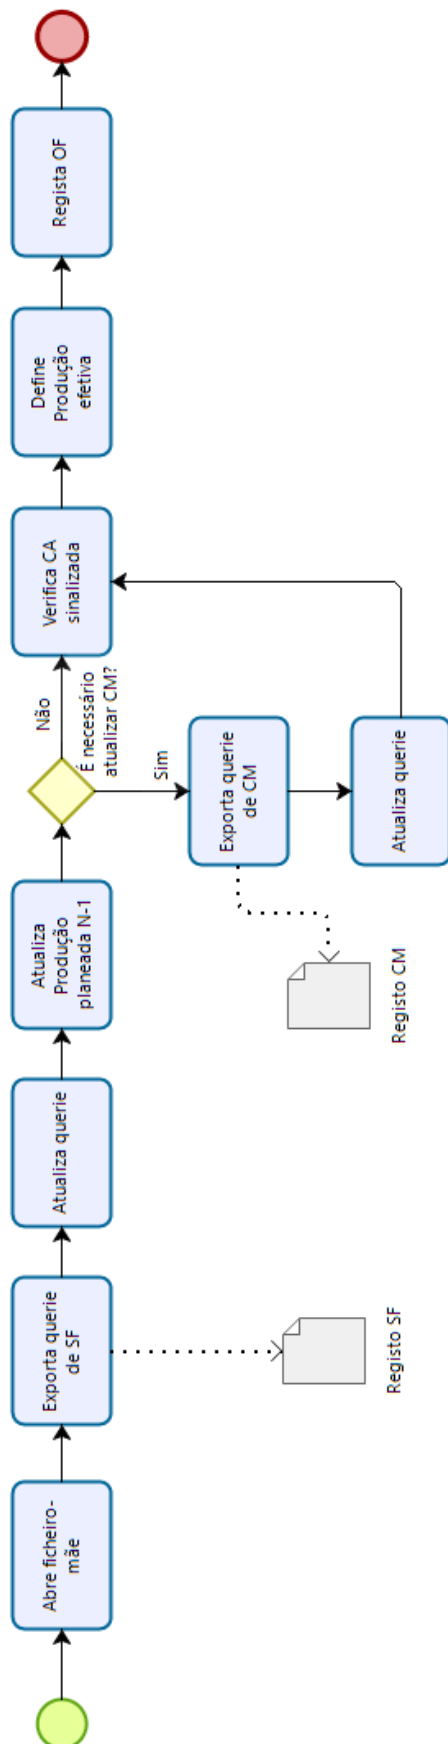 Abre ficheiro-
mãe
Exporta querie
de SF
Registo SF
Atualiza querie
Atualiza
Produção
planeada N-1
É necessário
atualizar CM?
Não
Sim
Exporta querie
de CM
Registo CM
Atualiza querie
Verifica CA
sinalizada
Define
Produção
efetiva
Regista OF